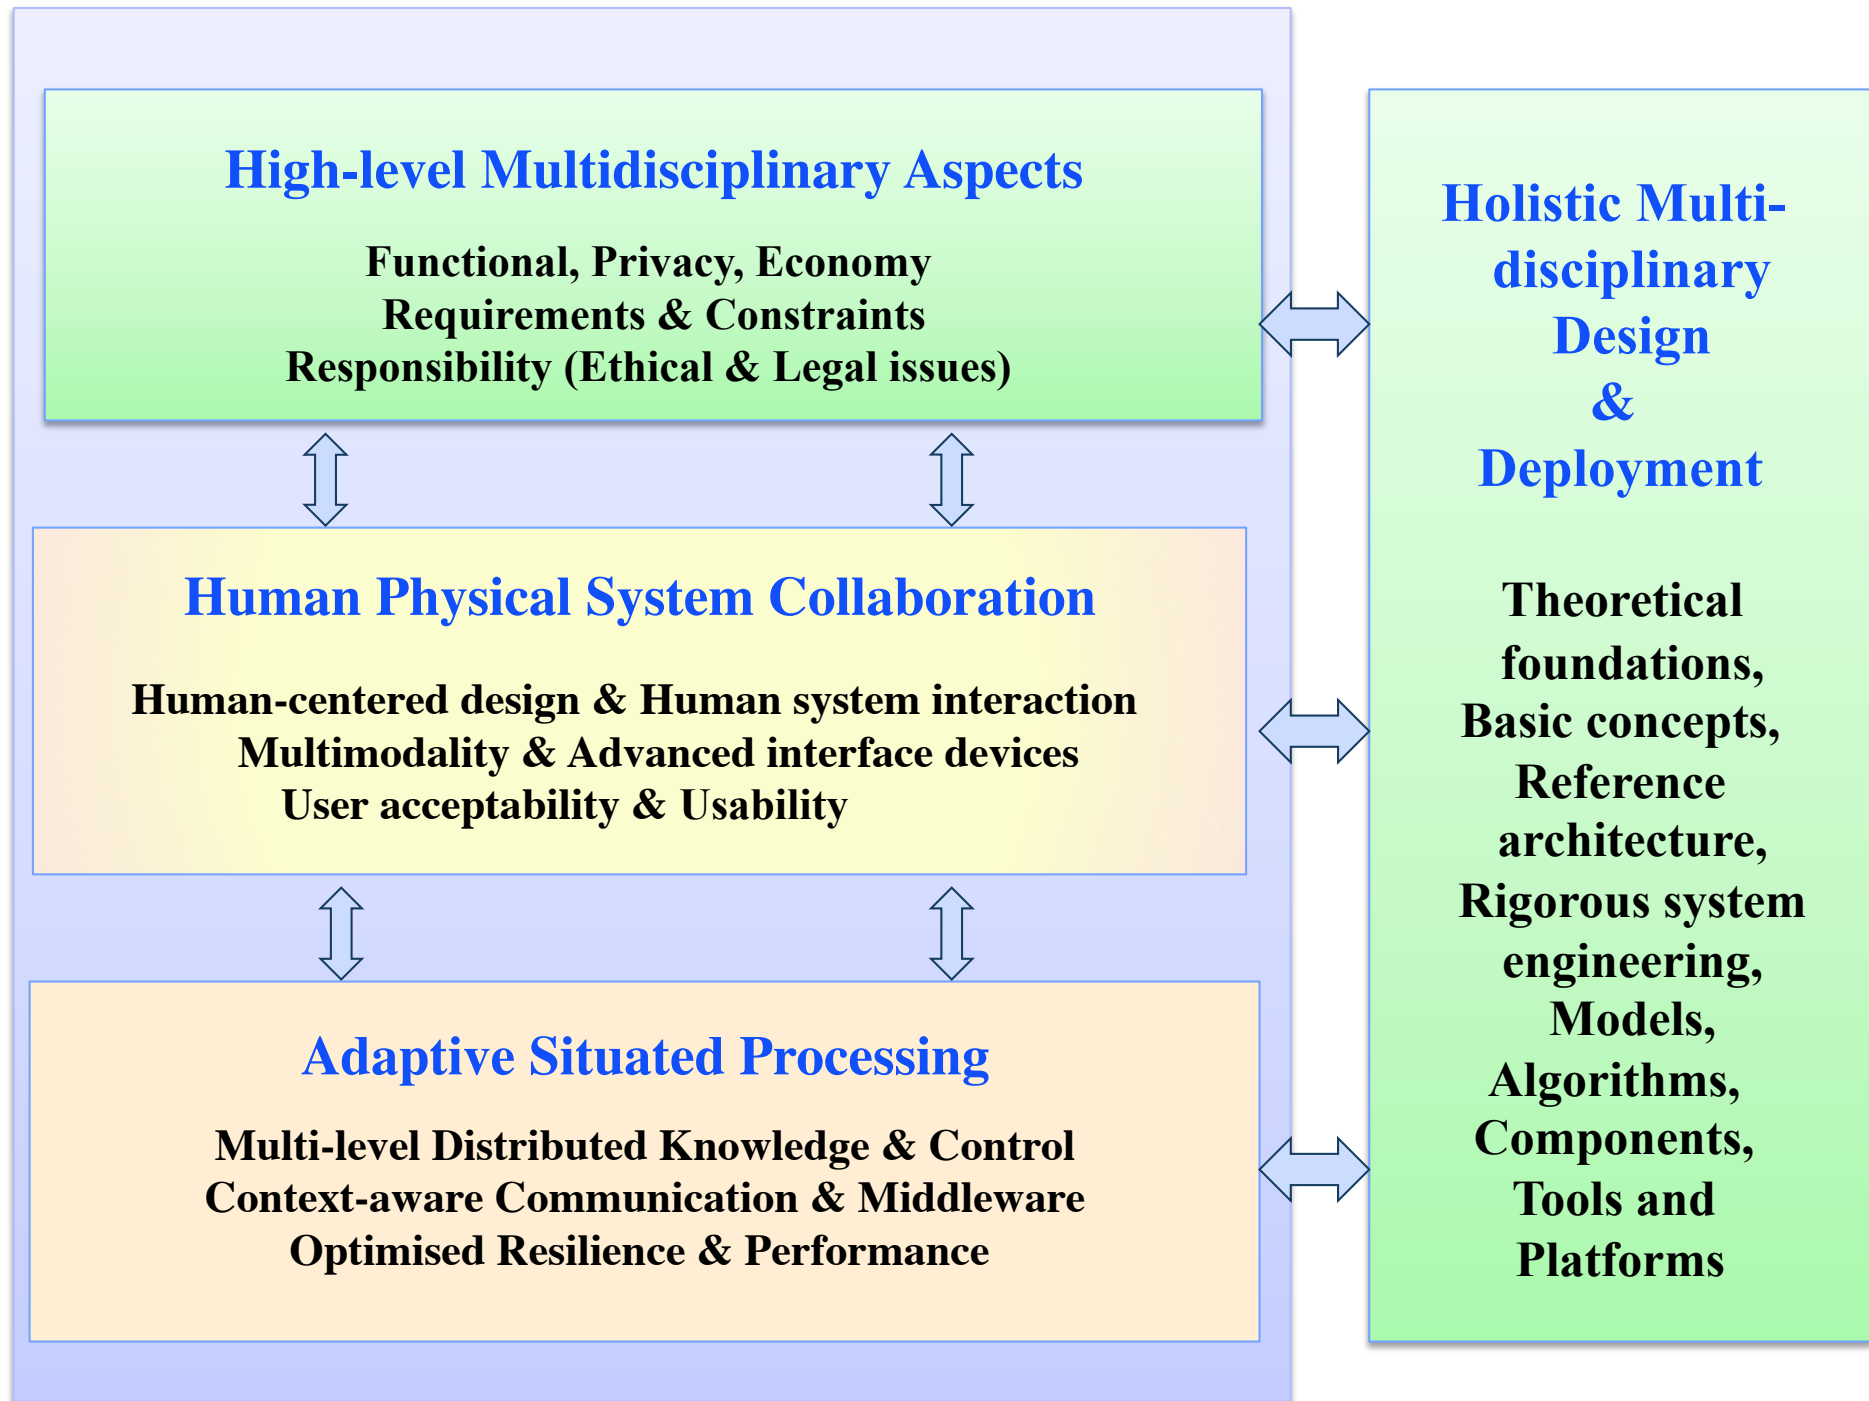 High-level Multidisciplinary Aspects
Functional, Privacy, Economy
Requirements & Constraints
Responsibility (Ethical & Legal issues)
Human Physical System Collaboration
Human-centered design & Human system interaction
Multimodality & Advanced interface devices
User acceptability & Usability
Adaptive Situated Processing
Multi-level Distributed Knowledge & Control
Context-aware Communication & Middleware
Optimised Resilience & Performance
Holistic Multi-
disciplinary
Design
&
Deployment
Theoretical
foundations,
Basic concepts,
Reference
architecture,
Rigorous system
engineering,
Models,
Algorithms,
Components,
Tools and
Platforms